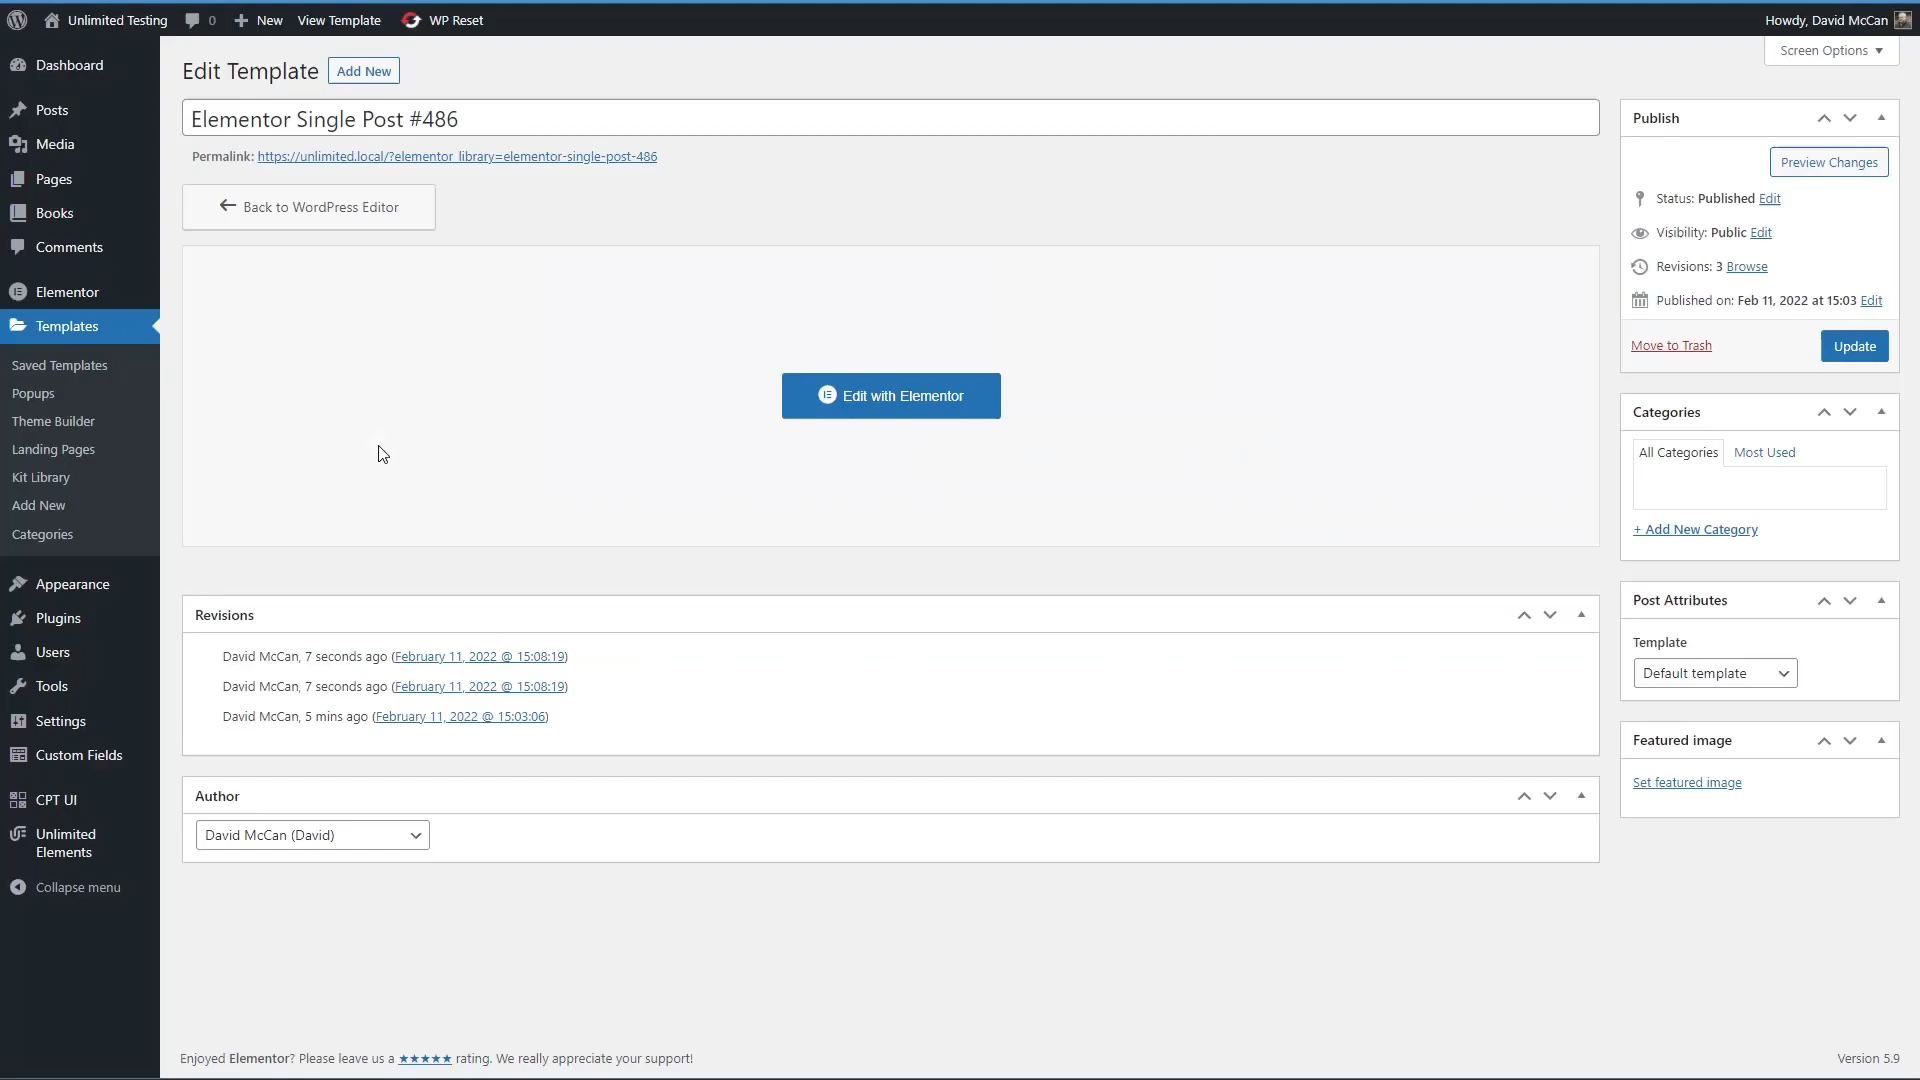 Unlimited Testing
0
New
View Template
WP Reset
Howdy, David McCan
Screen Options
Dashboard
Posts
Media
Pages
Books
Comments
Elementor
Templates
Saved Templates
Popups
Theme Builder
Landing Pages
Kit Library
Add New
Categories
Appearance
Plugins
Users
Tools
Settings
Custom Fields
CPT UI
Unlimited
Elements
Collapse menu
Edit Template
Add New
Elementor Single Post #486
Permalink: https://unlimited.local/?elementor_library=elementor-single-post-486
Back to WordPress Editor
Edit with Elementor
Revisions
David McCan, 7 seconds ago (February 11, 2022 @ 15:08:19)
David McCan, 7 seconds ago (February 11, 2022 @ 15:08:19)
David McCan, 5 mins ago (February 11, 2022 @ 15:03:06)
Author
David McCan (David)
Publish
Preview Changes
Status: Published Edit
Visibility: Public Edit
Revisions: 3 Browse
Published on: Feb 11, 2022 at 15:03 Edit
Move to Trash
Update
Categories
All Categories
Most Used
+ Add New Category
Post Attributes
Template
Default template
Featured image
Set featured image
Enjoyed Elementor? Please leave us a ★★★★★ rating. We really appreciate your support!
Version 5.9